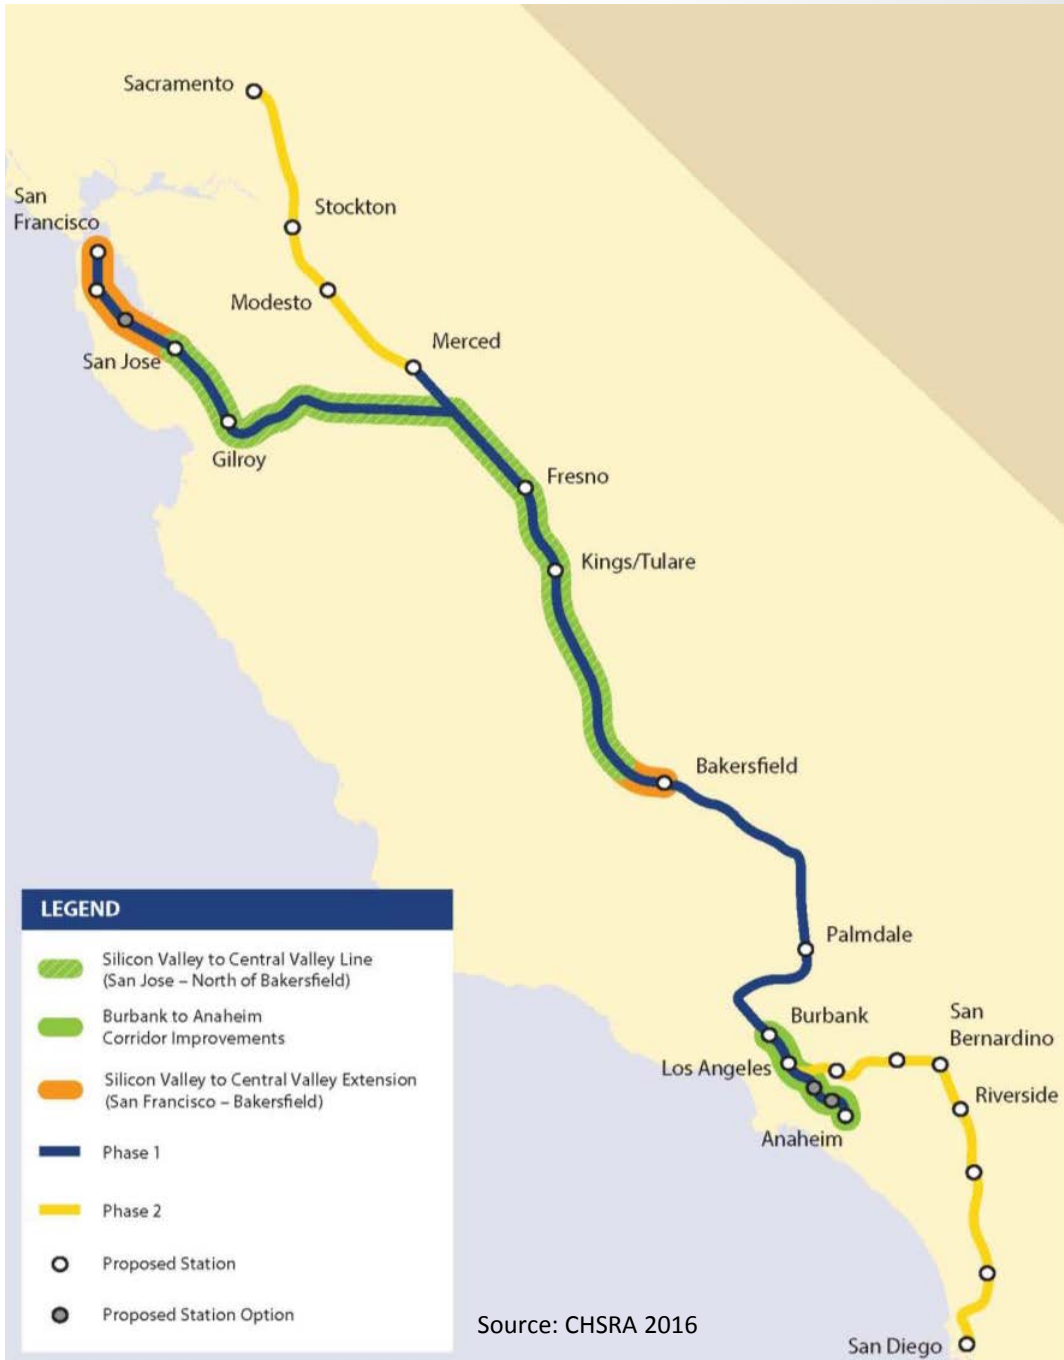 Sacramento
San
Francisco
Stockton
Modesto
Merced
San Jose
Gilroy
Fresno
Kings/Tulare
Bakersfield
Palmdale
Burbank
San
Bernardino
Los Angeles
Riverside
Anaheim
San Diego
LEGEND
Silicon Valley to Central Valley Line
(San Jose – North of Bakersfield)
Burbank to Anaheim
Corridor Improvements
Silicon Valley to Central Valley Extension
(San Francisco – Bakersfield)
Phase 1
Phase 2
Proposed Station
Proposed Station Option
Source: CHSRA 2016